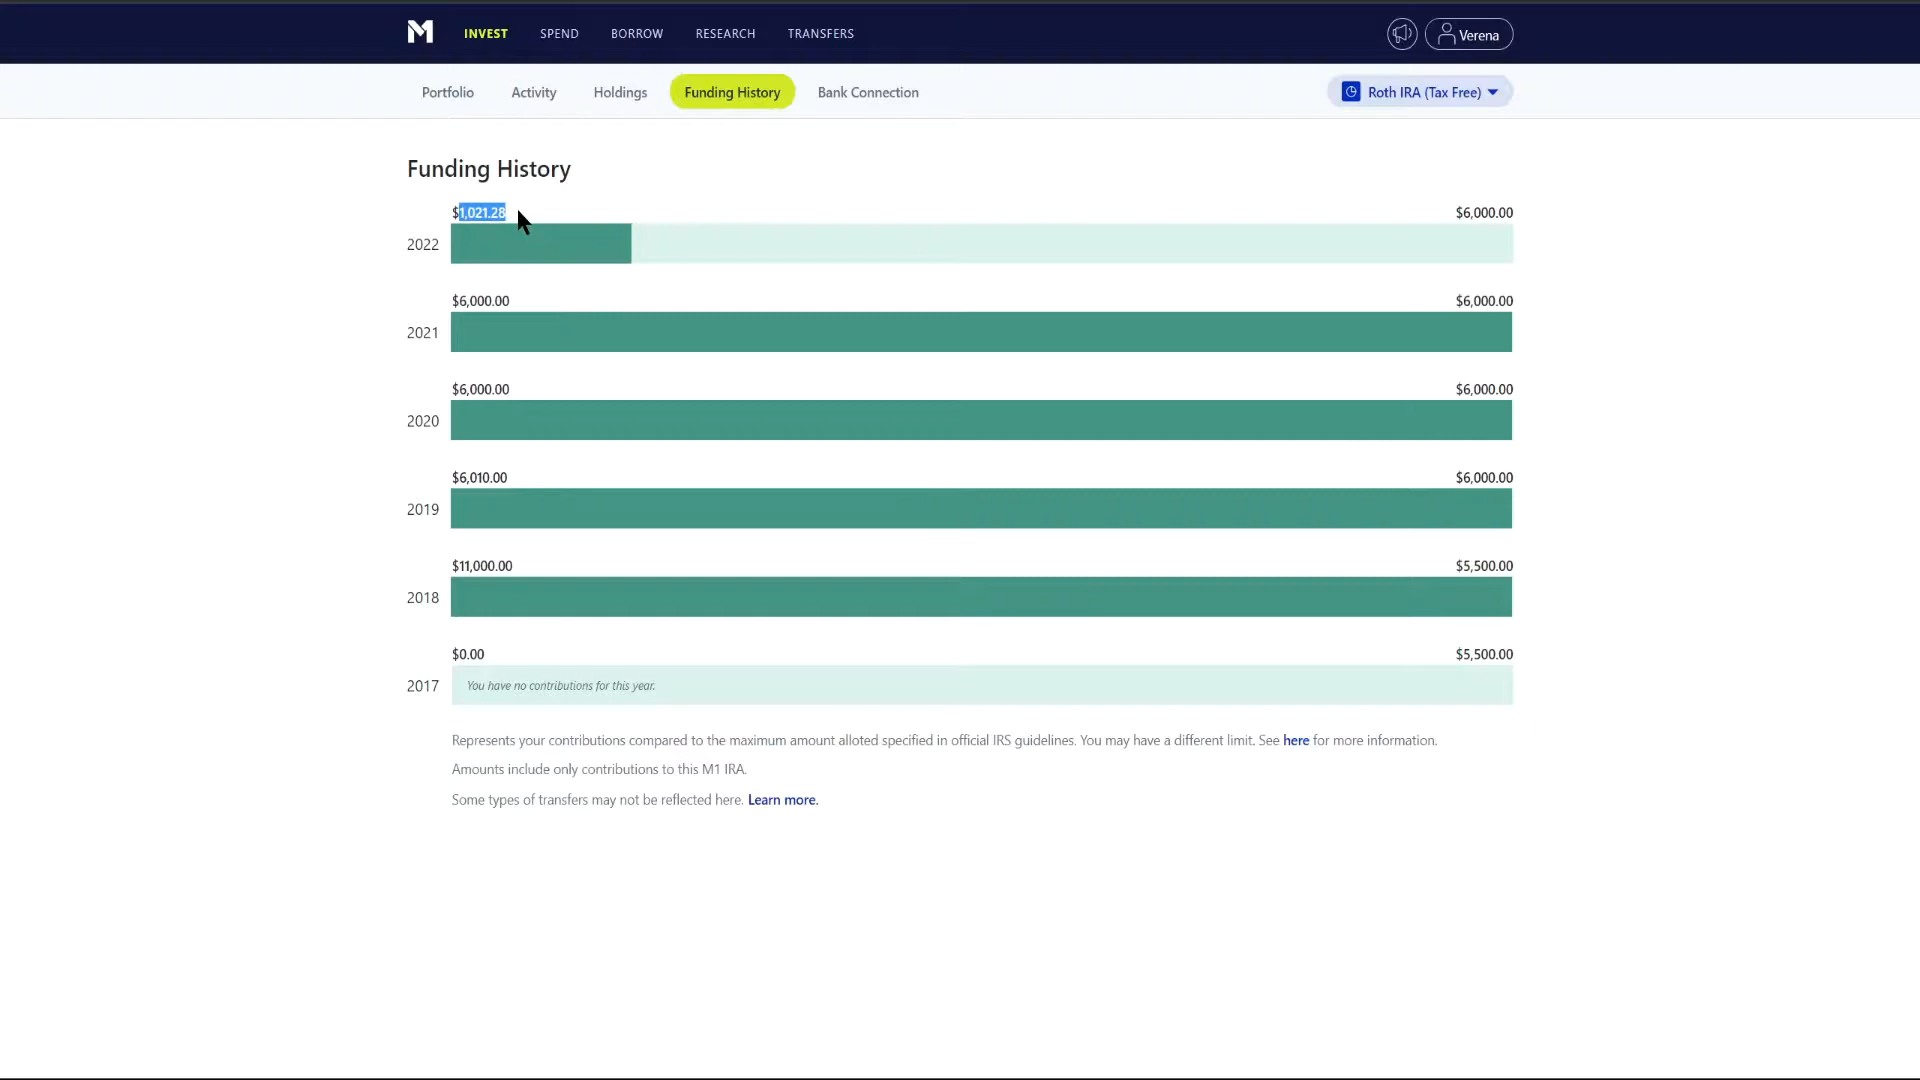 M INVEST SPEND BORROW RESEARCH TRANSFERS Verena
Portfolio Activity Holdings Funding History Bank Connection Roth IRA (Tax Free)
Funding History
$1,021.28 $6,000.00
2022
$6,000.00 $6,000.00
2021
$6,000.00 $6,000.00
2020
$6,010.00 $6,000.00
2019
$11,000.00 $5,500.00
2018
$0.00 $5,500.00
2017 You have no contributions for this year.
Represents your contributions compared to the maximum amount alloted specified in official IRS guidelines. You may have a different limit. See here for more information.
Amounts include only contributions to this M1 IRA.
Some types of transfers may not be reflected here. Learn more.